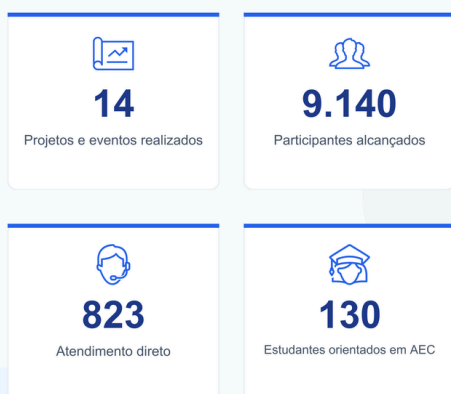 14
Projetos e eventos realizados
9.140
Participantes alcançados
823
Atendimento direto
130
Estudantes orientados em AEC